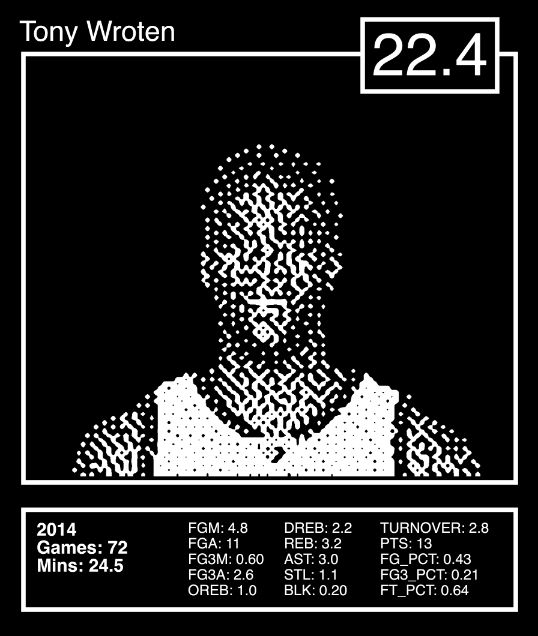 Tony Wroten
22.4
2014
Games: 72
Mins: 24.5
FGM: 4.8
FGA: 11
FG3M: 0.60
FG3A: 2.6
OREB: 1.0
DREB: 2.2
REB: 3.2
AST: 3.0
STL: 1.1
BLK: 0.20
TURNOVER: 2.8
PTS: 13
FG_PCT: 0.43
FG3_PCT: 0.21
FT_PCT: 0.64